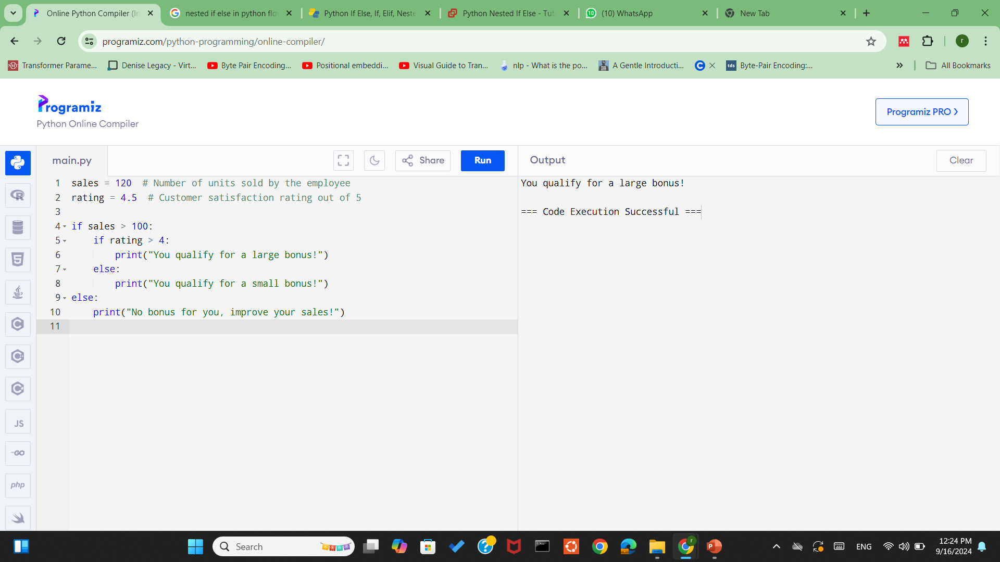 Online Python Compiler (In
nested if else in python flo
Python If Else, If, Elif, Neste
Python Nested If Else - Tut
(10) WhatsApp
New Tab
programiz.com/python-programming/online-compiler/
r
Transformer Parame...
Denise Legacy - Virt...
Byte Pair Encoding...
Positional embeddi...
Visual Guide to Tran...
nlp - What is the po...
A Gentle Introducti...
tds Byte-Pair Encoding:...
All Bookmarks
Programiz
Python Online Compiler
Programiz PRO
main.py
Share
Run
Output
Clear
1 sales = 120  # Number of units sold by the employee
2 rating = 4.5  # Customer satisfaction rating out of 5
3
4 if sales > 100:
5     if rating > 4:
6         print("You qualify for a large bonus!")
7     else:
8         print("You qualify for a small bonus!")
9 else:
10     print("No bonus for you, improve your sales!")
11
You qualify for a large bonus!
=== Code Execution Successful ===
R
5
C
C
C
JS
GO
php
Search
ENG
12:24 PM
9/16/2024